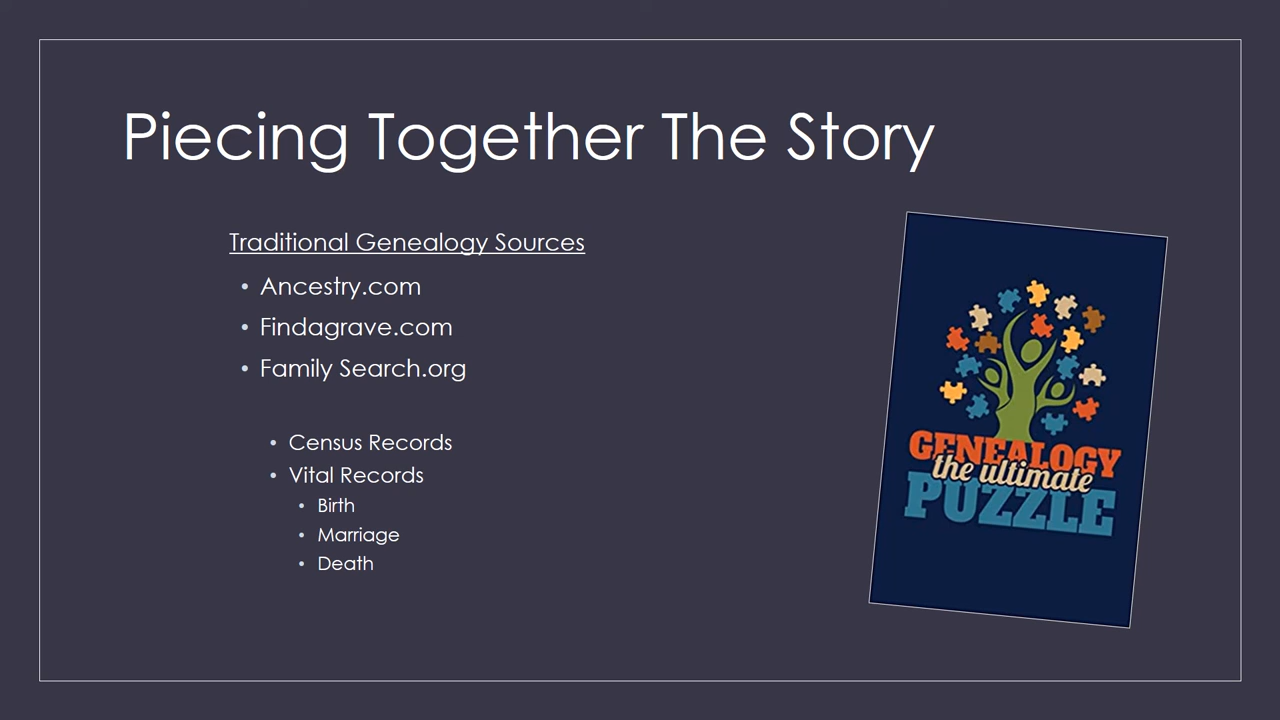 Piecing Together The Story
Traditional Genealogy Sources
• Ancestry.com
• Findagrave.com
• Family Search.org
• Census Records
• Vital Records
• Birth
• Marriage
• Death
GENEALOGY
the ultimate
PUZZLE